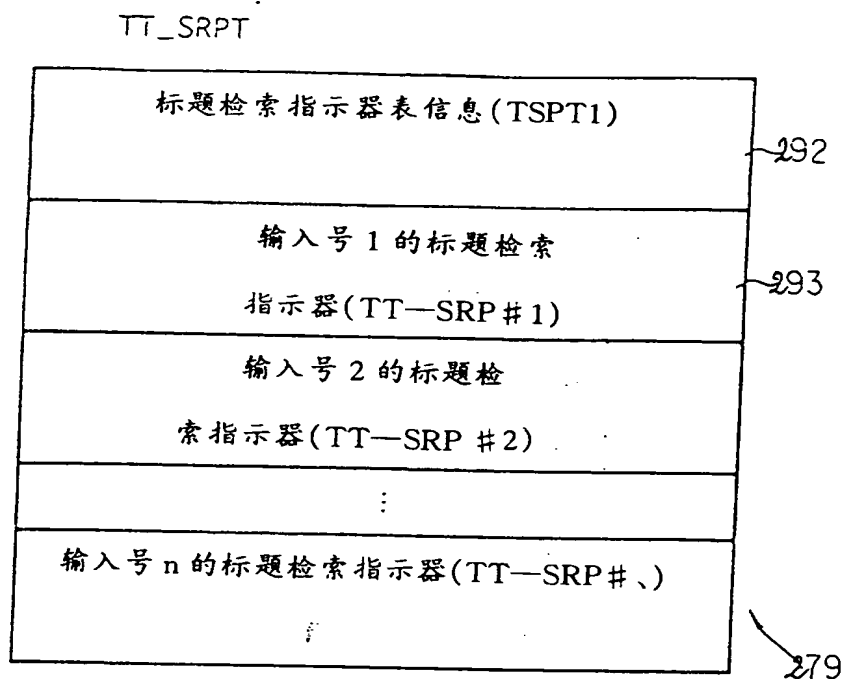 TT_SRPT
标题检索指示器表信息(TSPT1)
292
输入号1的标题检索
指示器(TT—SRP#1)
293
输入号2的标题检
索指示器(TT—SRP #2)
⋮
输入号n的标题检索指示器(TT—SRP#、)
279